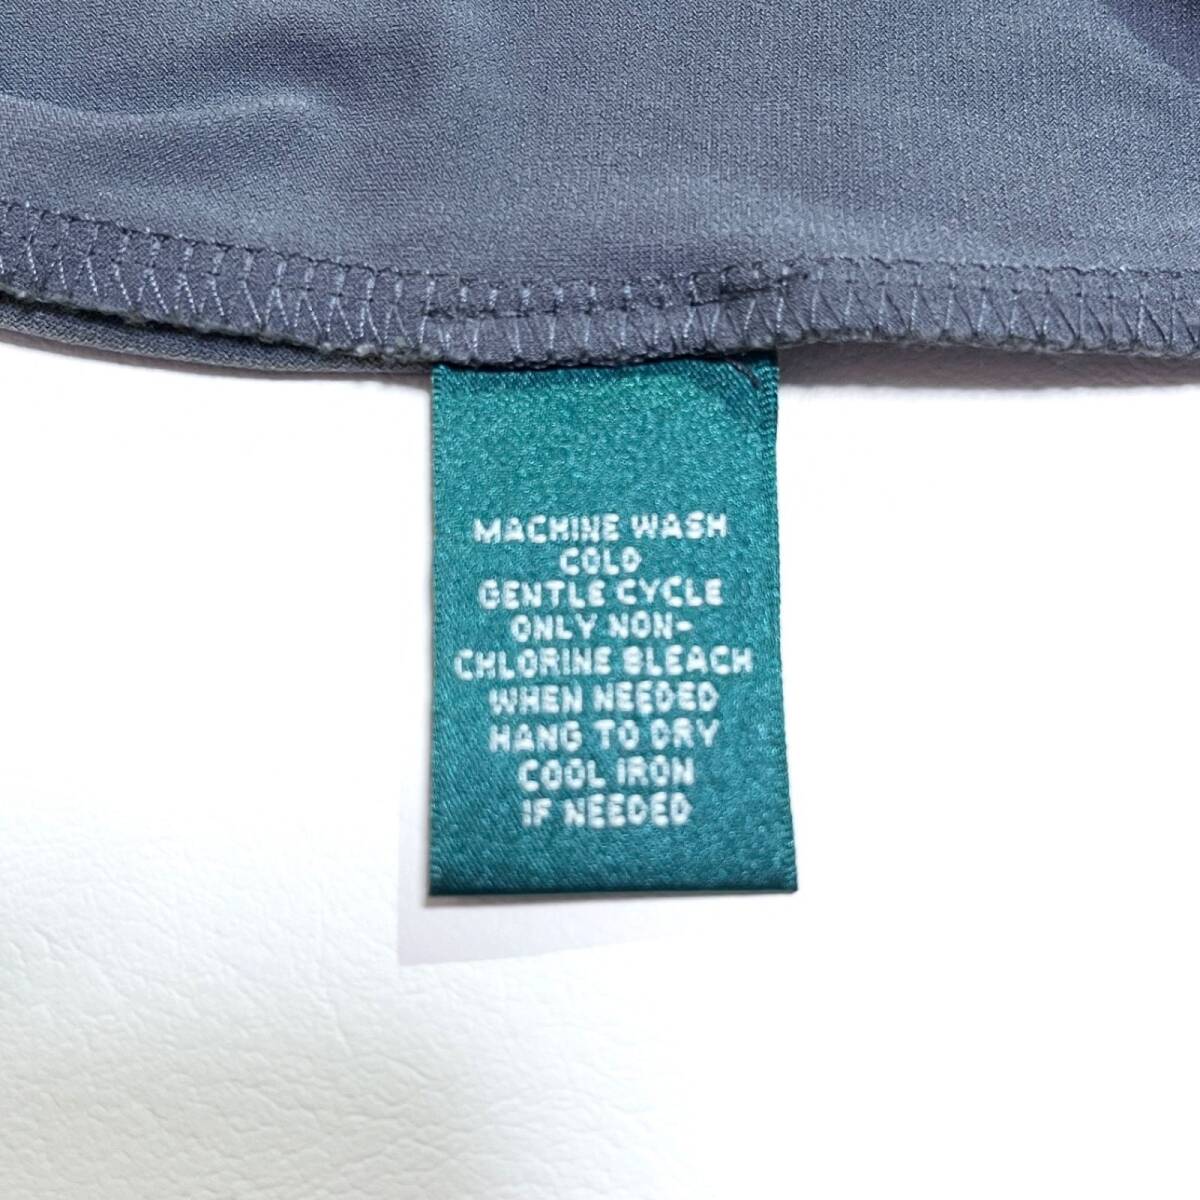 MACHINE WASH
COLD
GENTLE CYCLE
ONLY NON-
CHLORINE BLEACH
WHEN NEEDED
HANG TO DRY
COOL IRON
IF NEEDED